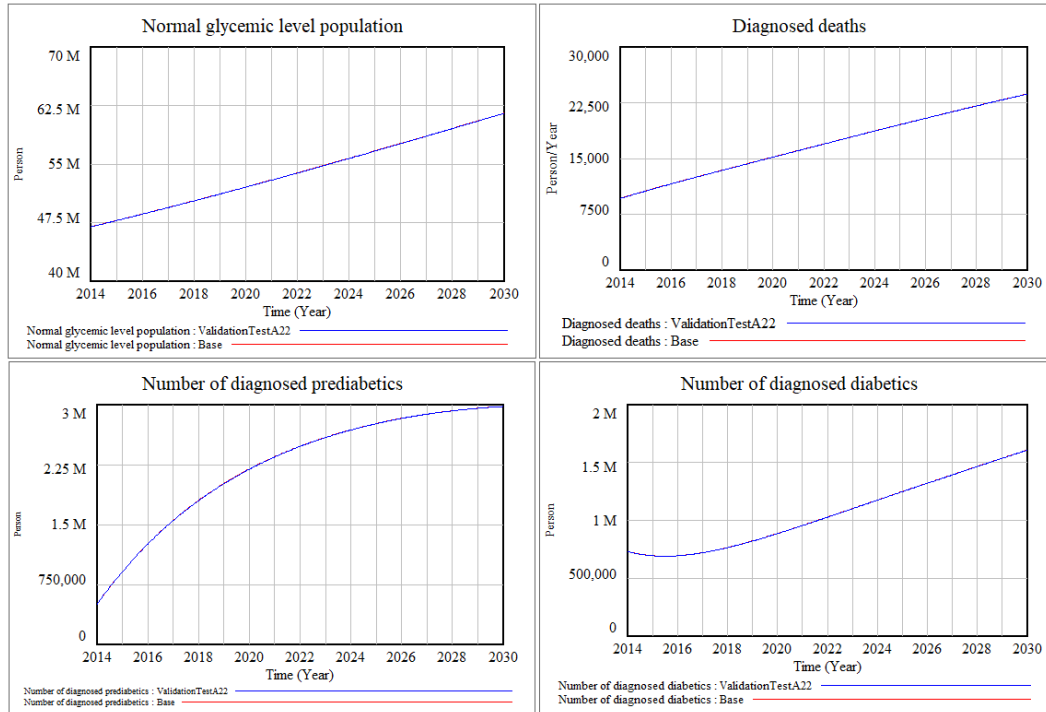 Normal glycemic level population
70 M
62.5 M
55 M
47.5 M
40 M
Person
2014 2016 2018 2020 2022 2024 2026 2028 2030
Time (Year)
Normal glycemic level population : ValidationTestA22
Normal glycemic level population : Base
Diagnosed deaths
30,000
22,500
15,000
7500
0
Person/Year
2014 2016 2018 2020 2022 2024 2026 2028 2030
Time (Year)
Diagnosed deaths : ValidationTestA22
Diagnosed deaths : Base
Number of diagnosed prediabetics
3 M
2.25 M
1.5 M
750,000
0
Person
2014 2016 2018 2020 2022 2024 2026 2028 2030
Time (Year)
Number of diagnosed prediabetics : ValidationTestA22
Number of diagnosed prediabetics : Base
Number of diagnosed diabetics
2 M
1.5 M
1 M
500,000
0
Person
2014 2016 2018 2020 2022 2024 2026 2028 2030
Time (Year)
Number of diagnosed diabetics : ValidationTestA22
Number of diagnosed diabetics : Base